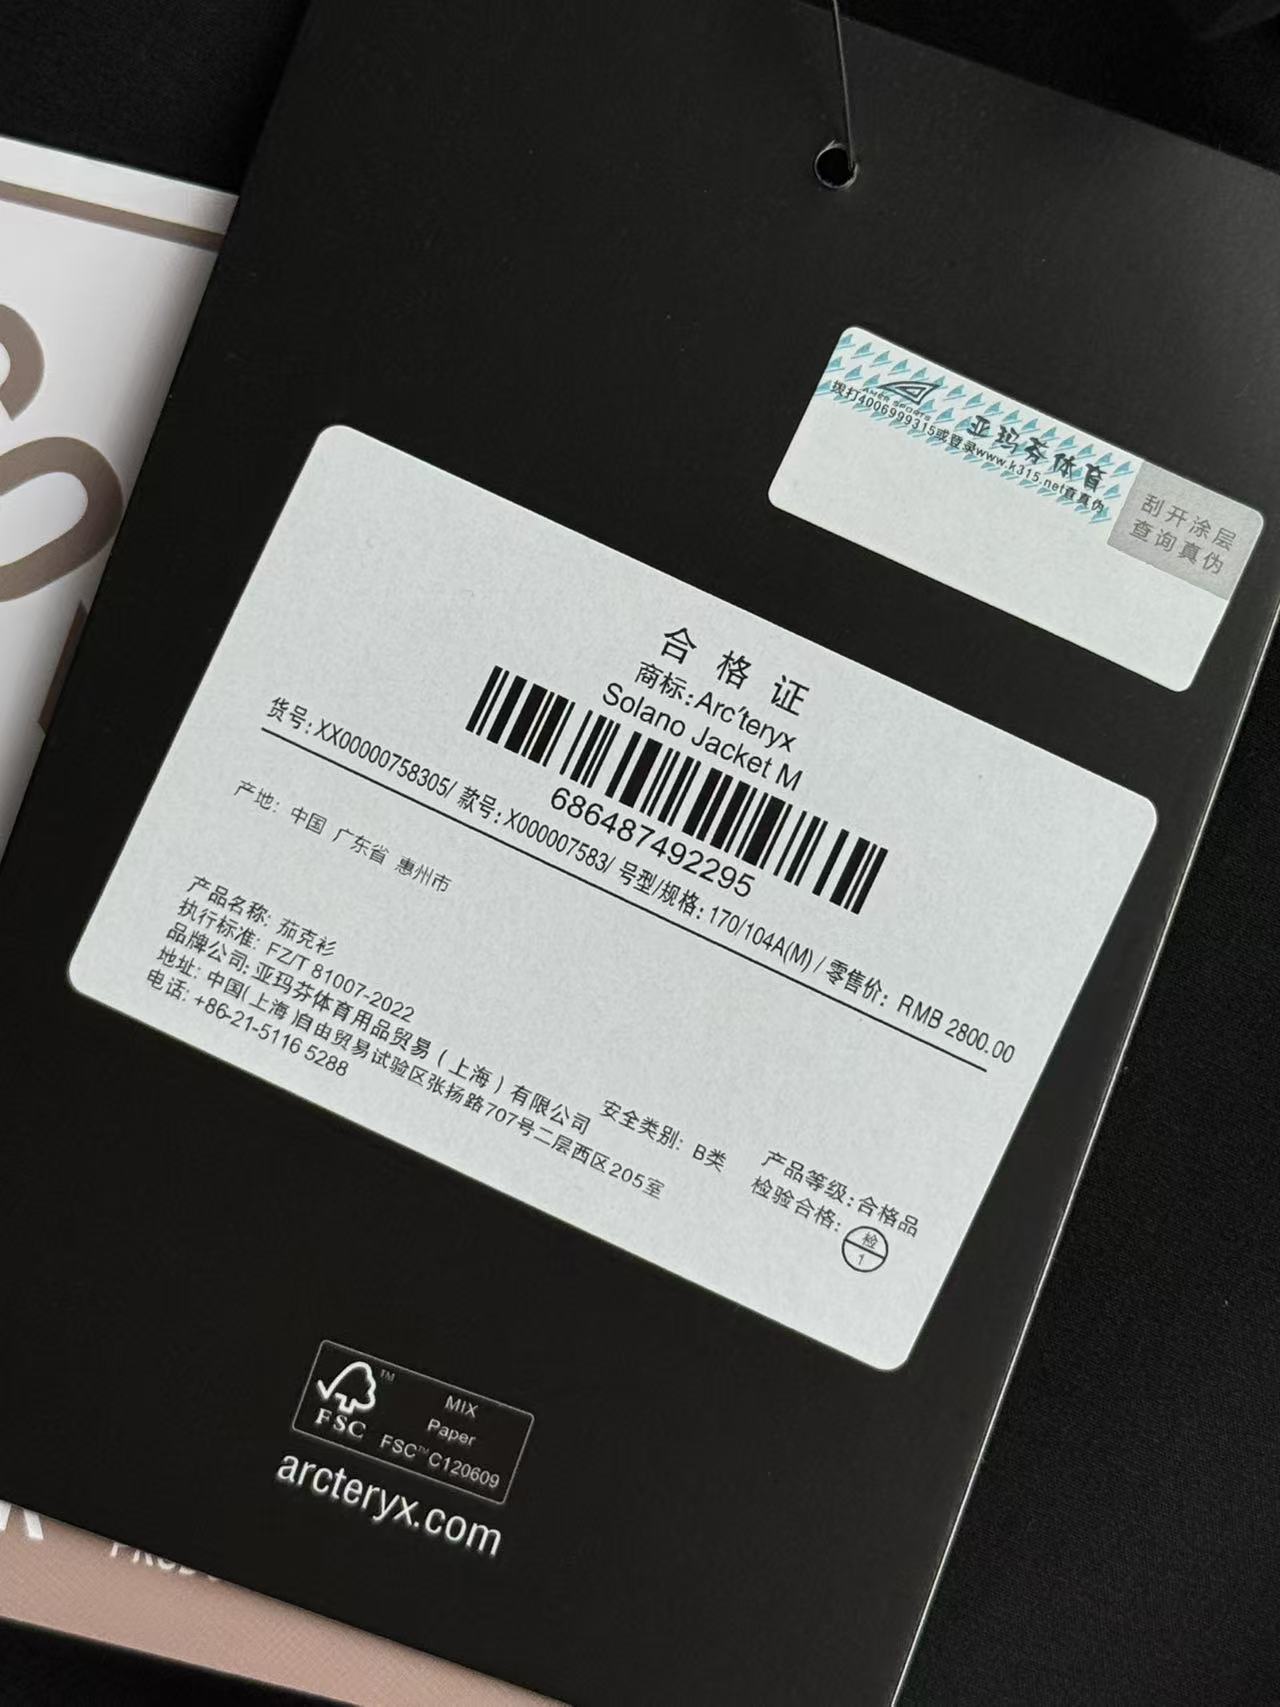 AMER SPORTS
亚玛芬体育
拨打4006999315或登录www.k315.net查真伪
刮开涂层
查询真伪
合格证
商标:Arc'teryx
Solano Jacket M
686487492295
货号:XX00000758305/ 款号:X000007583/ 号型/规格:170/104A(M) / 零售价: RMB 2800.00
产地: 中国 广东省 惠州市
产品名称: 茄克衫
执行标准: FZ/T 81007-2022
品牌公司:亚玛芬体育用品贸易(上海)有限公司 安全类别: B类 产品等级:合格品
地址: 中国(上海)自由贸易试验区张扬路707号二层西区205室 检验合格: 检 1
电话: +86-21-5116 5288
FSC™
MIX
Paper
FSC™ C120609
arcteryx.com